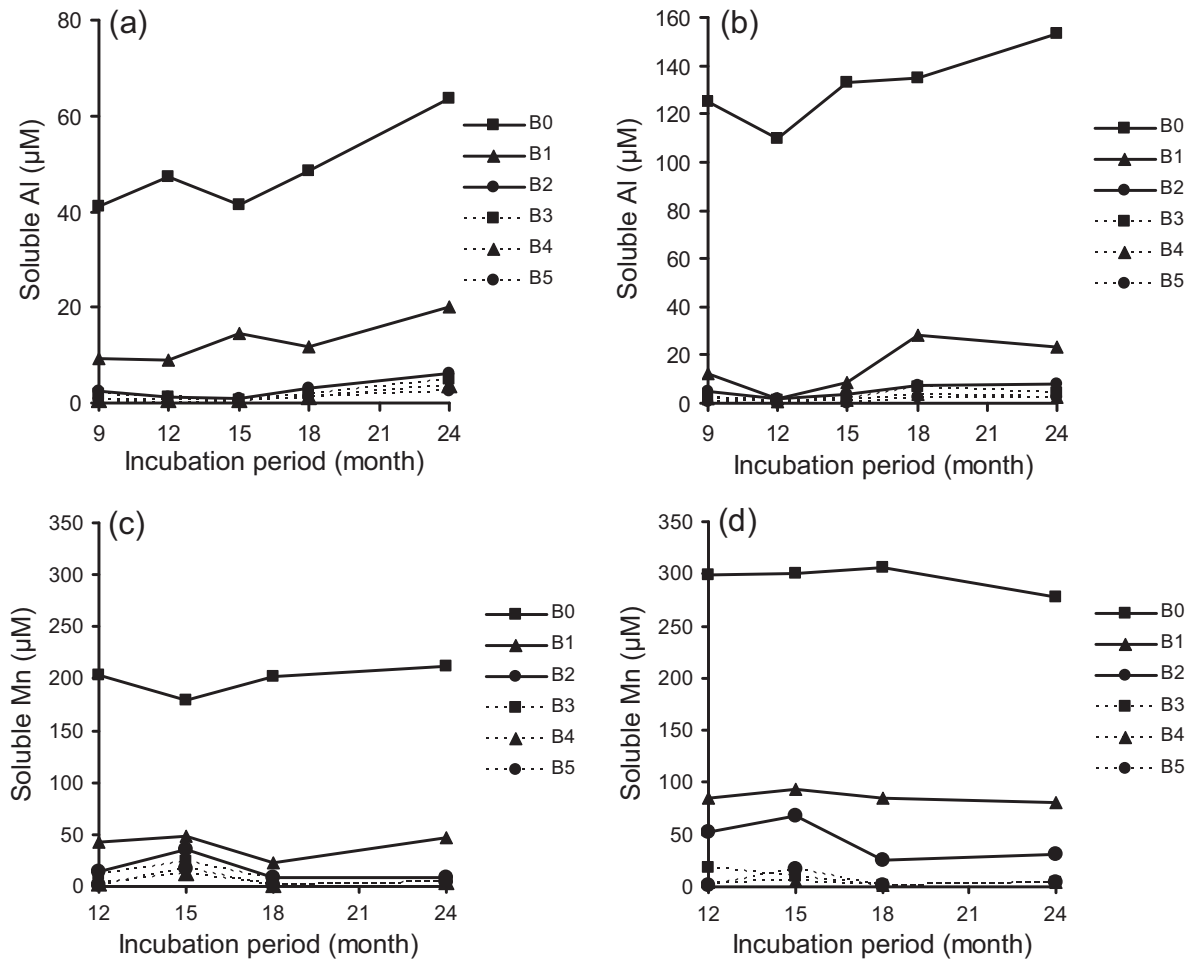 (a)
80
60
40
20
0
Soluble Al (µM)
9 12 15 18 21 24
Incubation period (month)
B0
B1
B2
B3
B4
B5
(b)
160
140
120
100
80
60
40
20
0
Soluble Al (µM)
9 12 15 18 21 24
Incubation period (month)
B0
B1
B2
B3
B4
B5
(c)
350
300
250
200
150
100
50
0
Soluble Mn (µM)
12 15 18 21 24
Incubation period (month)
B0
B1
B2
B3
B4
B5
(d)
350
300
250
200
150
100
50
0
Soluble Mn (µM)
12 15 18 21 24
Incubation period (month)
B0
B1
B2
B3
B4
B5